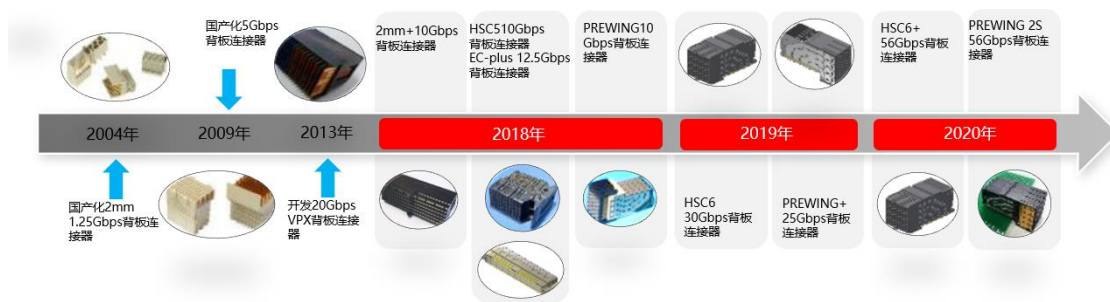 国产化5Gbps
背板连接器
2mm+10Gbps
背板连接器
HSC510Gbps
背板连接器
EC-plus 12.5Gbps
背板连接器
PREWING10
Gbps背板连
接器
HSC6+
56Gbps背板
连接器
PREWING 2S
56Gbps背板连
接器
2004年
2009年
2013年
2018年
2019年
2020年
国产化2mm
1.25Gbps背板连
接器
开发20Gbps
VPX背板连接
器
HSC6
30Gbps背板
连接器
PREWING+
25Gbps背板
连接器